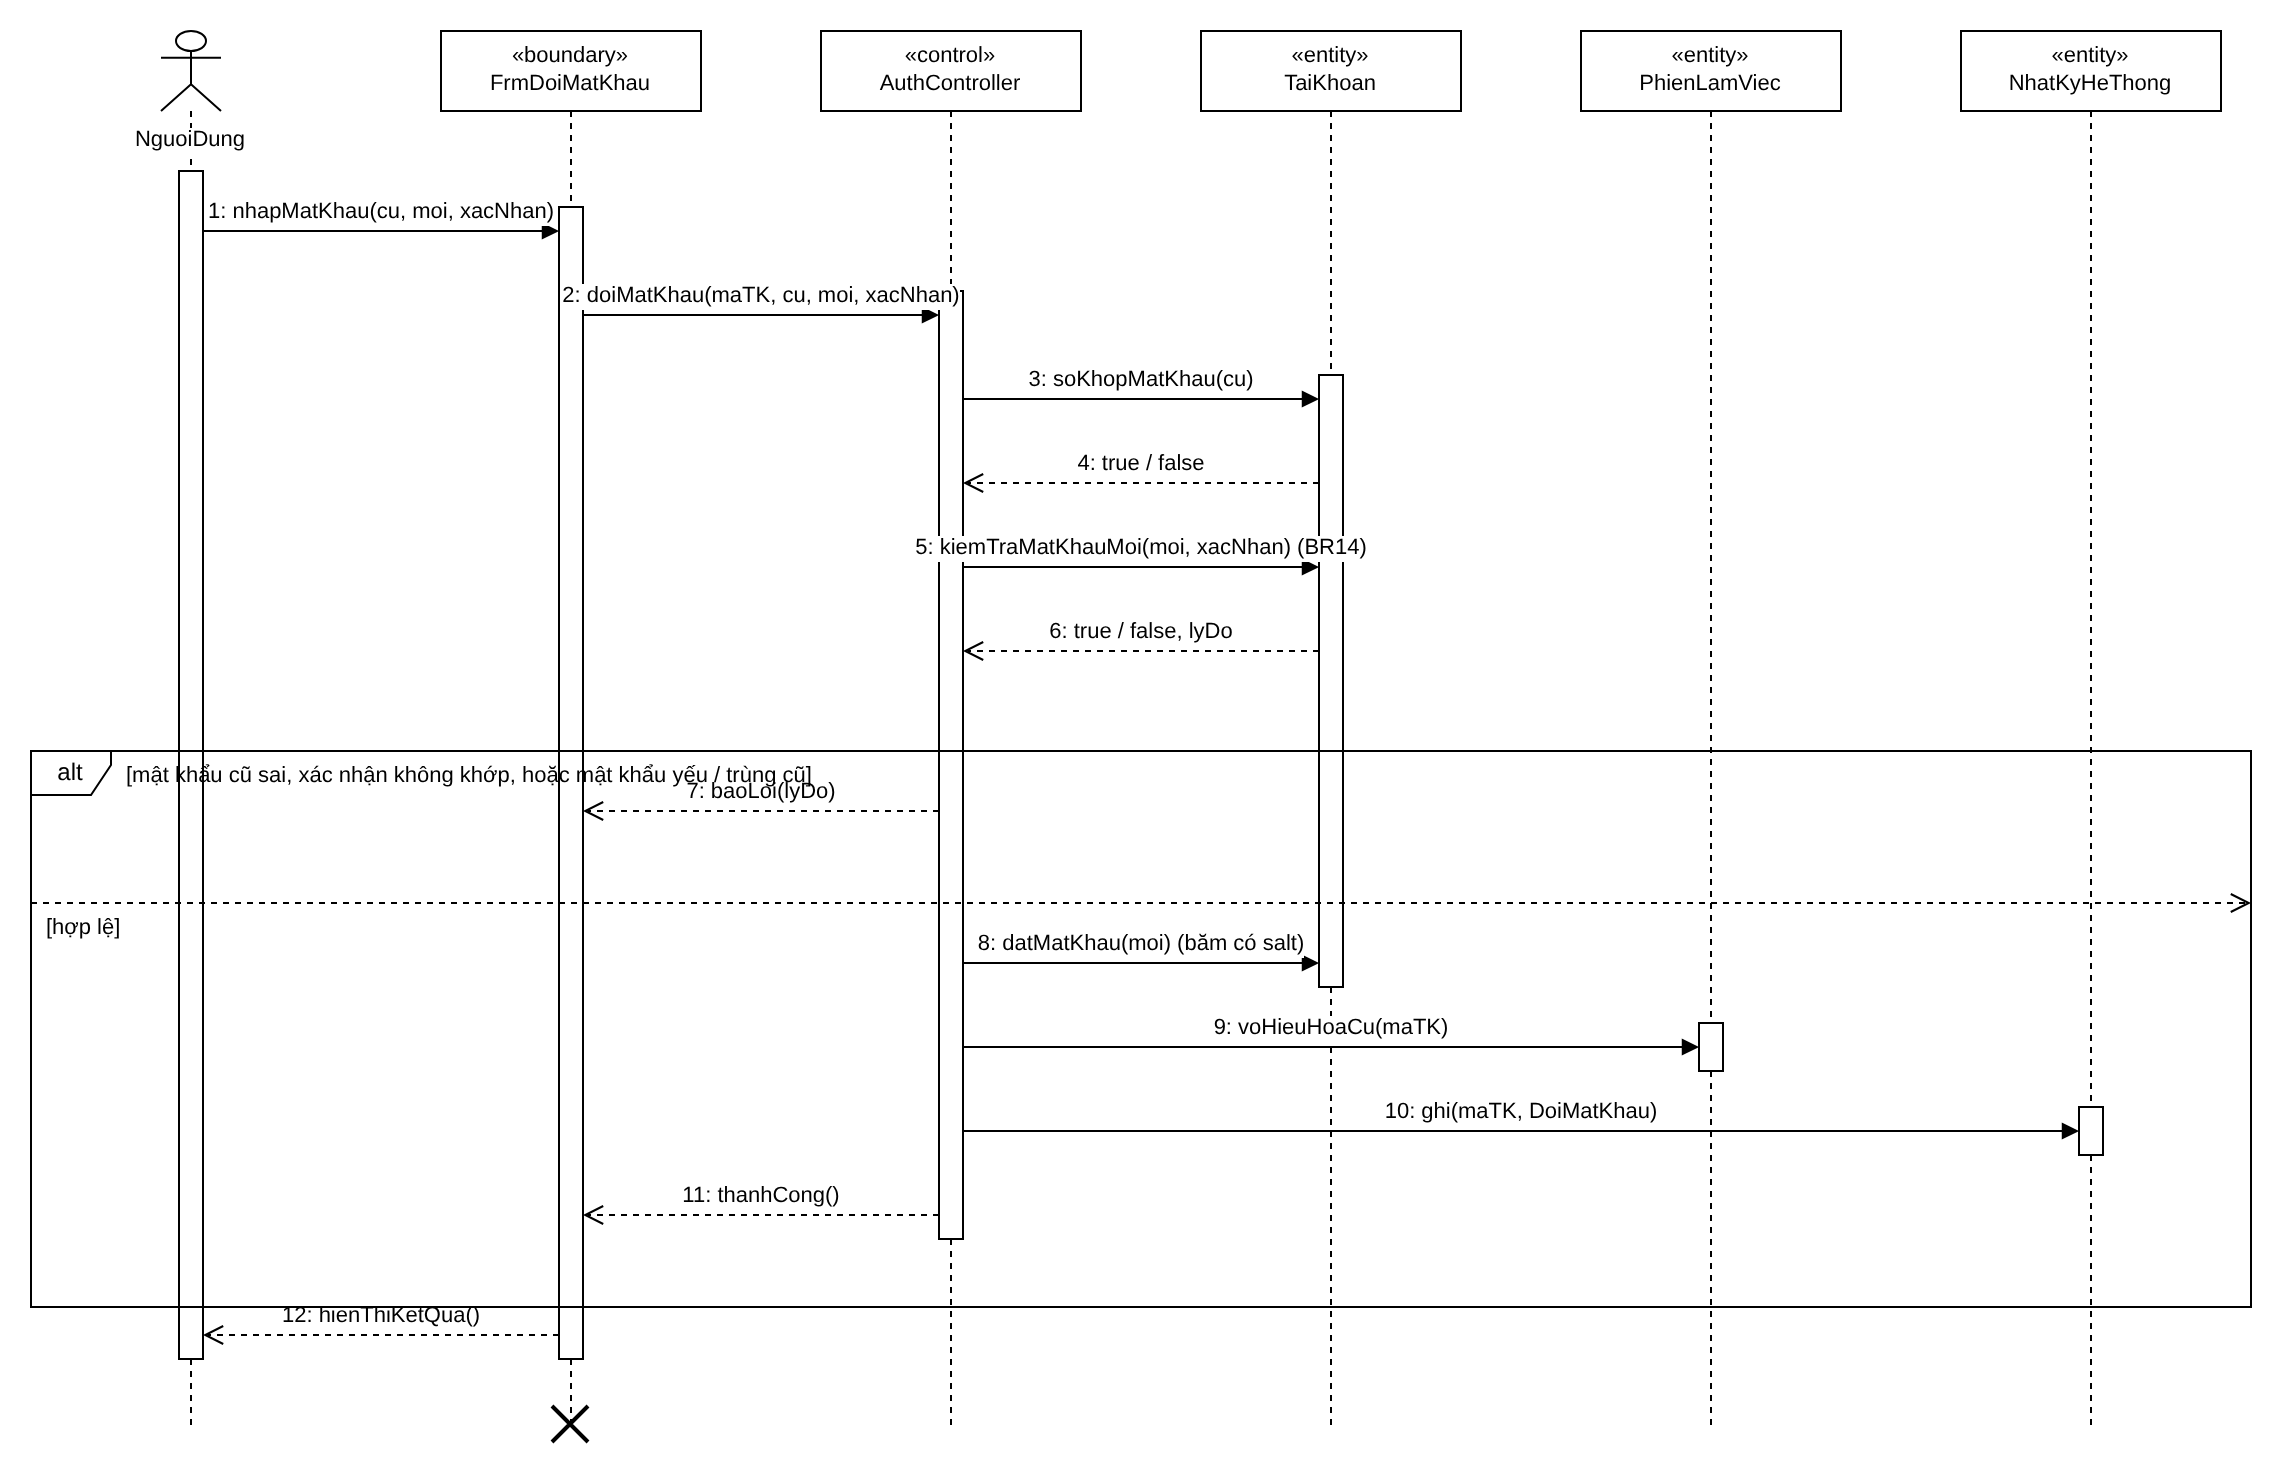 «boundary»
FrmDoiMatKhau
«control»
AuthController
«entity»
TaiKhoan
«entity»
PhienLamViec
«entity»
NhatKyHeThong
NguoiDung
1: nhapMatKhau(cu, moi, xacNhan)
2: doiMatKhau(maTK, cu, moi, xacNhan)
3: soKhopMatKhau(cu)
4: true / false
5: kiemTraMatKhauMoi(moi, xacNhan) (BR14)
6: true / false, lyDo
alt
[mật khẩu cũ sai, xác nhận không khớp, hoặc mật khẩu yếu / trùng cũ]
7: baoLoi(lyDo)
[hợp lệ]
8: datMatKhau(moi) (băm có salt)
9: voHieuHoaCu(maTK)
10: ghi(maTK, DoiMatKhau)
11: thanhCong()
12: hienThiKetQua()